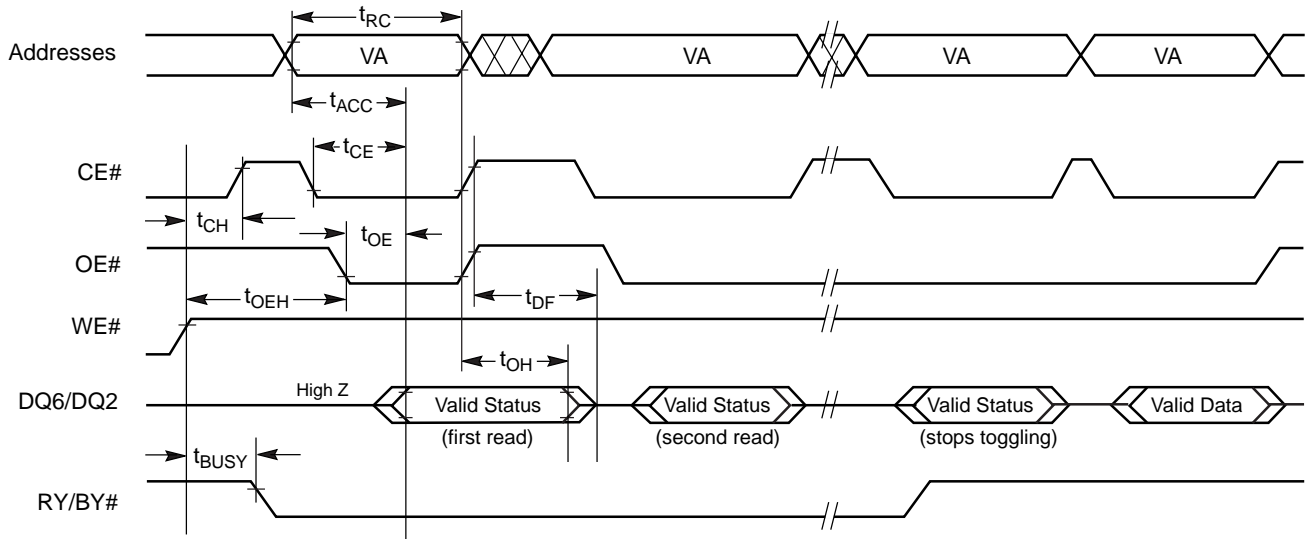 tRC
Addresses VA VA VA VA
tACC
tCE
CE#
tCH tOE
OE#
tOEH tDF
WE#
tOH
High Z
DQ6/DQ2 Valid Status Valid Status Valid Status Valid Data
(first read) (second read) (stops toggling)
tBUSY
RY/BY#